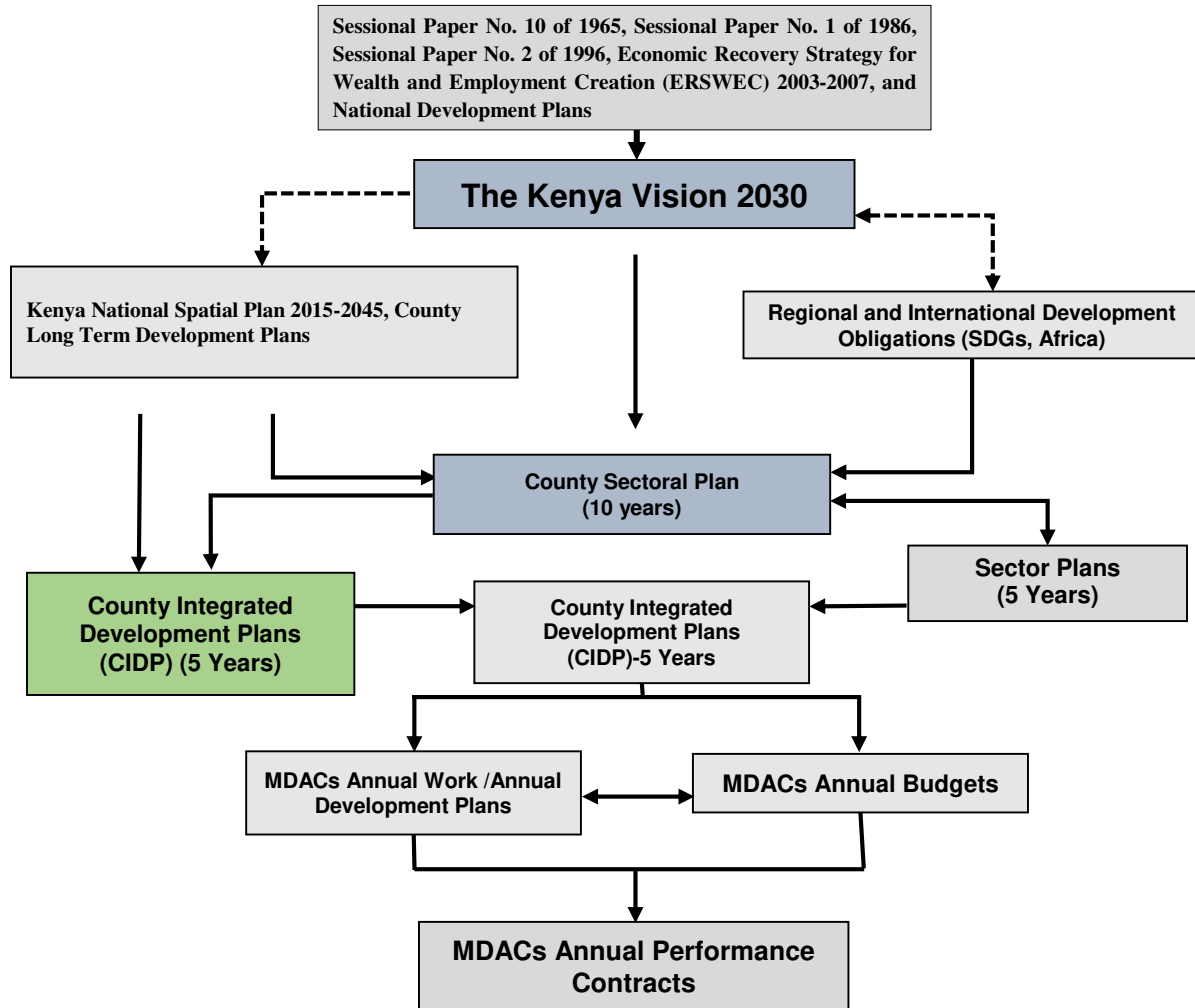 Sessional Paper No. 10 of 1965, Sessional Paper No. 1 of 1986,
Sessional Paper No. 2 of 1996, Economic Recovery Strategy for
Wealth and Employment Creation (ERSWEC) 2003-2007, and
National Development Plans
The Kenya Vision 2030
Kenya National Spatial Plan 2015-2045, County
Long Term Development Plans
Regional and International Development
Obligations (SDGs, Africa)
County Sectoral Plan
(10 years)
Sector Plans
(5 Years)
County Integrated
Development Plans
(CIDP) (5 Years)
County Integrated
Development Plans
(CIDP)-5 Years
MDACs Annual Work /Annual
Development Plans
MDACs Annual Budgets
MDACs Annual Performance
Contracts